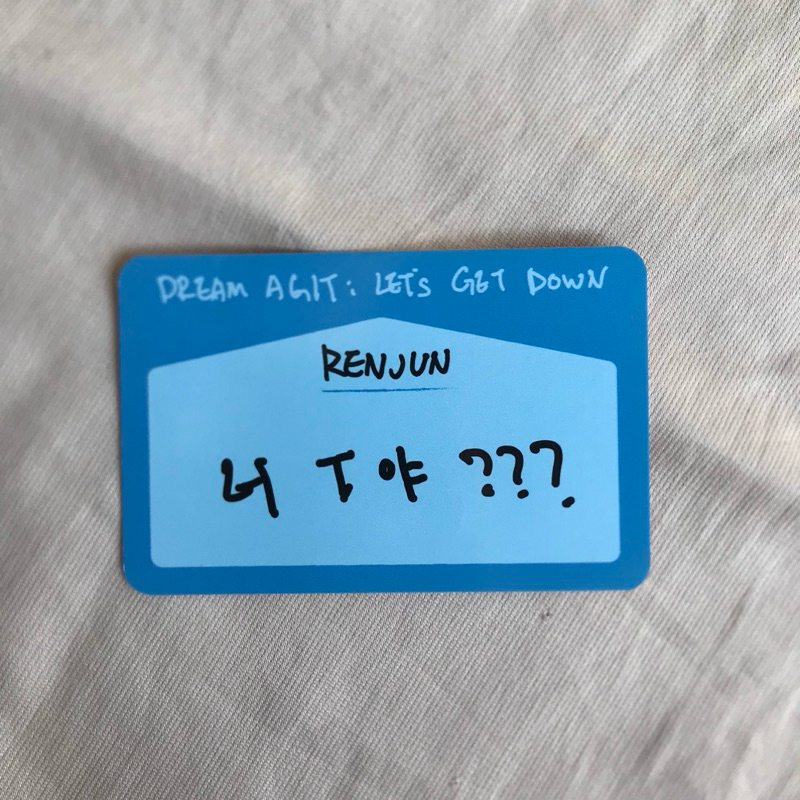 DREAM AGIT: LET'S GET DOWN
RENJUN
너 T야???